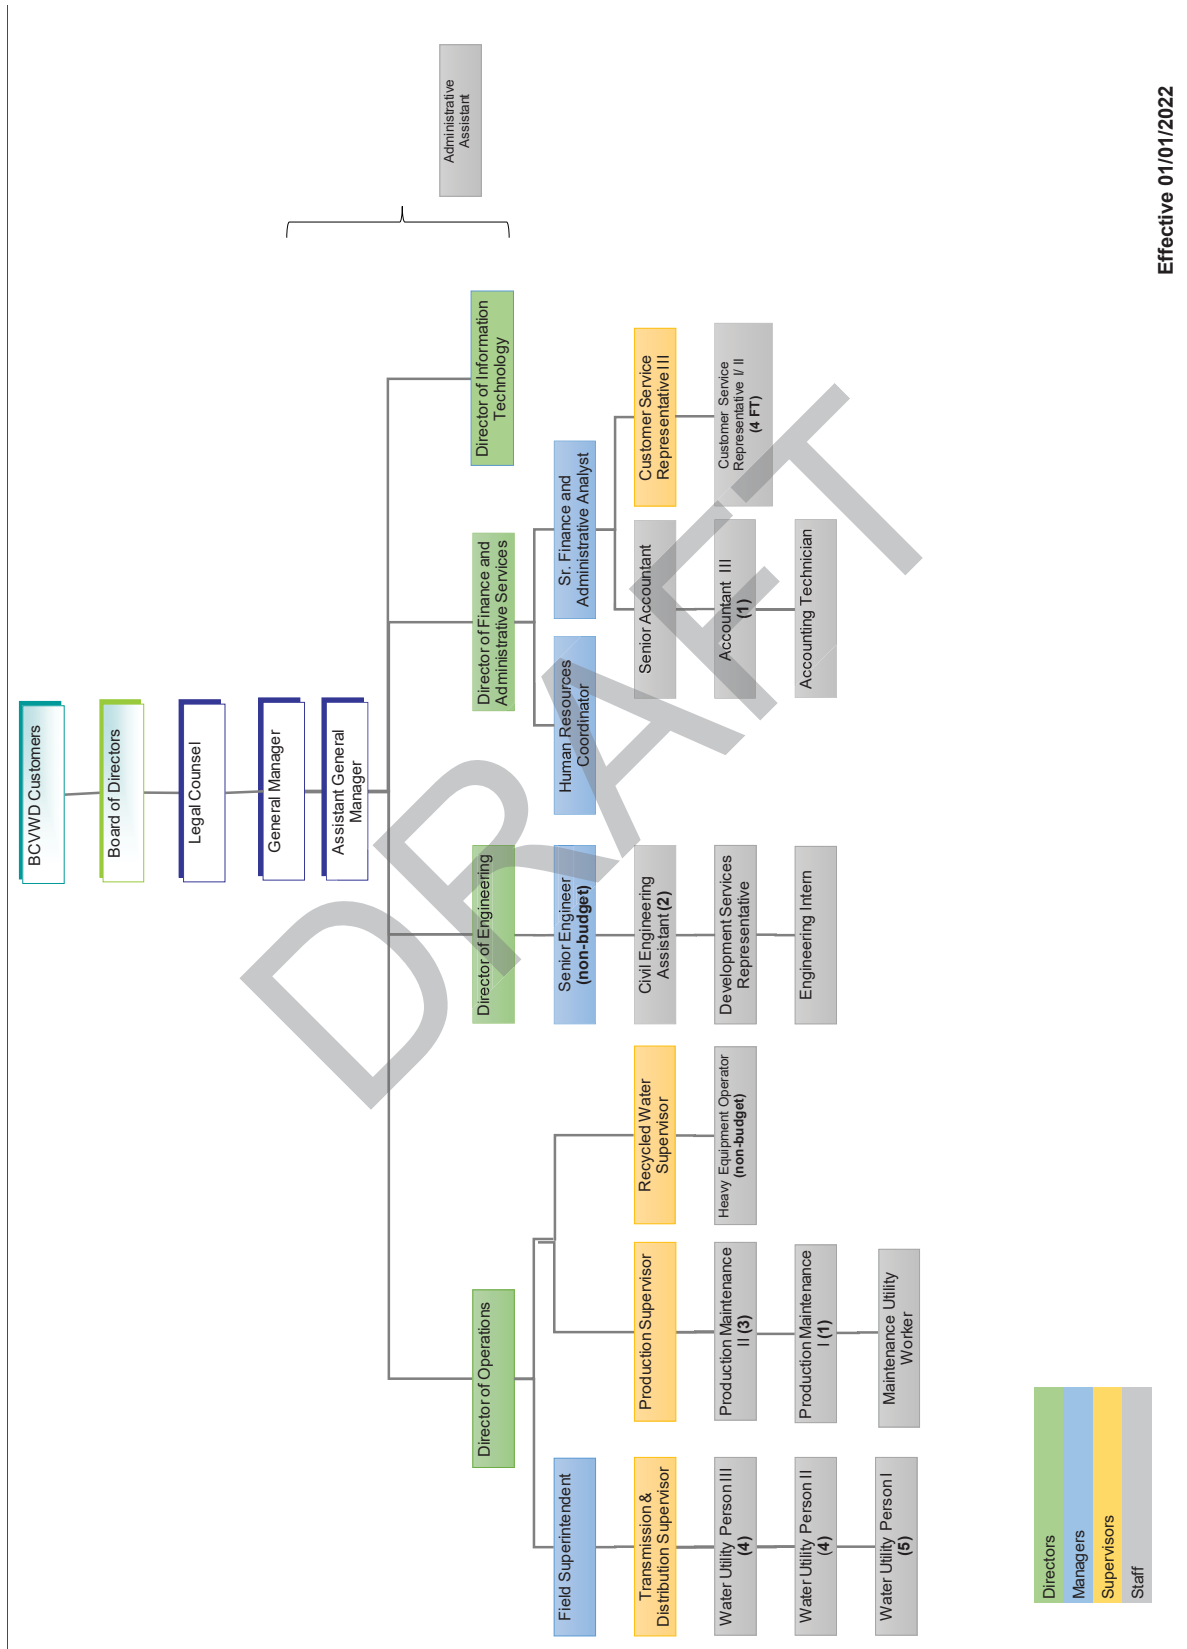 BCVWD Customers
Board of Directors
Legal Counsel
General Manager
Assistant General
Manager
Administrative
Assistant
Director of Operations
Director of Engineering
Director of Finance and
Administrative Services
Director of Information
Technology
Field Superintendent
Senior Engineer
(non-budget)
Human Resources
Coordinator
Sr. Finance and
Administrative Analyst
Transmission &
Distribution Supervisor
Production Supervisor
Recycled Water
Supervisor
Civil Engineering
Assistant (2)
Senior Accountant
Customer Service
Representative III
Water Utility Person III
(4)
Production Maintenance
II (3)
Heavy Equipment Operator
(non-budget)
Development Services
Representative
Accountant III
(1)
Customer Service
Representative I/ II
(4 FT)
Water Utility Person II
(4)
Production Maintenance
I (1)
Engineering Intern
Accounting Technician
Water Utility Person I
(5)
Maintenance Utility
Worker
DRAFT
Directors
Managers
Supervisors
Staff
Effective 01/01/2022